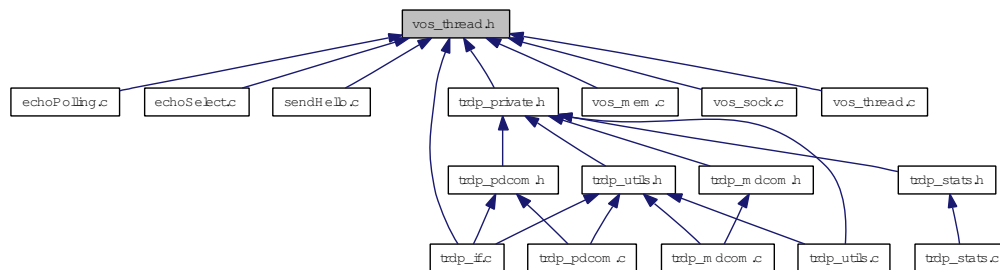 vos_thread.h
echoPolling.c echoSelect.c sendHello.c trdp_private.h vos_mem.c vos_sock.c vos_thread.c
trdp_pdcom.h trdp_utils.h trdp_mdcom.h trdp_stats.h
trdp_if.c trdp_pdcom.c trdp_mdcom.c trdp_utils.c trdp_stats.c